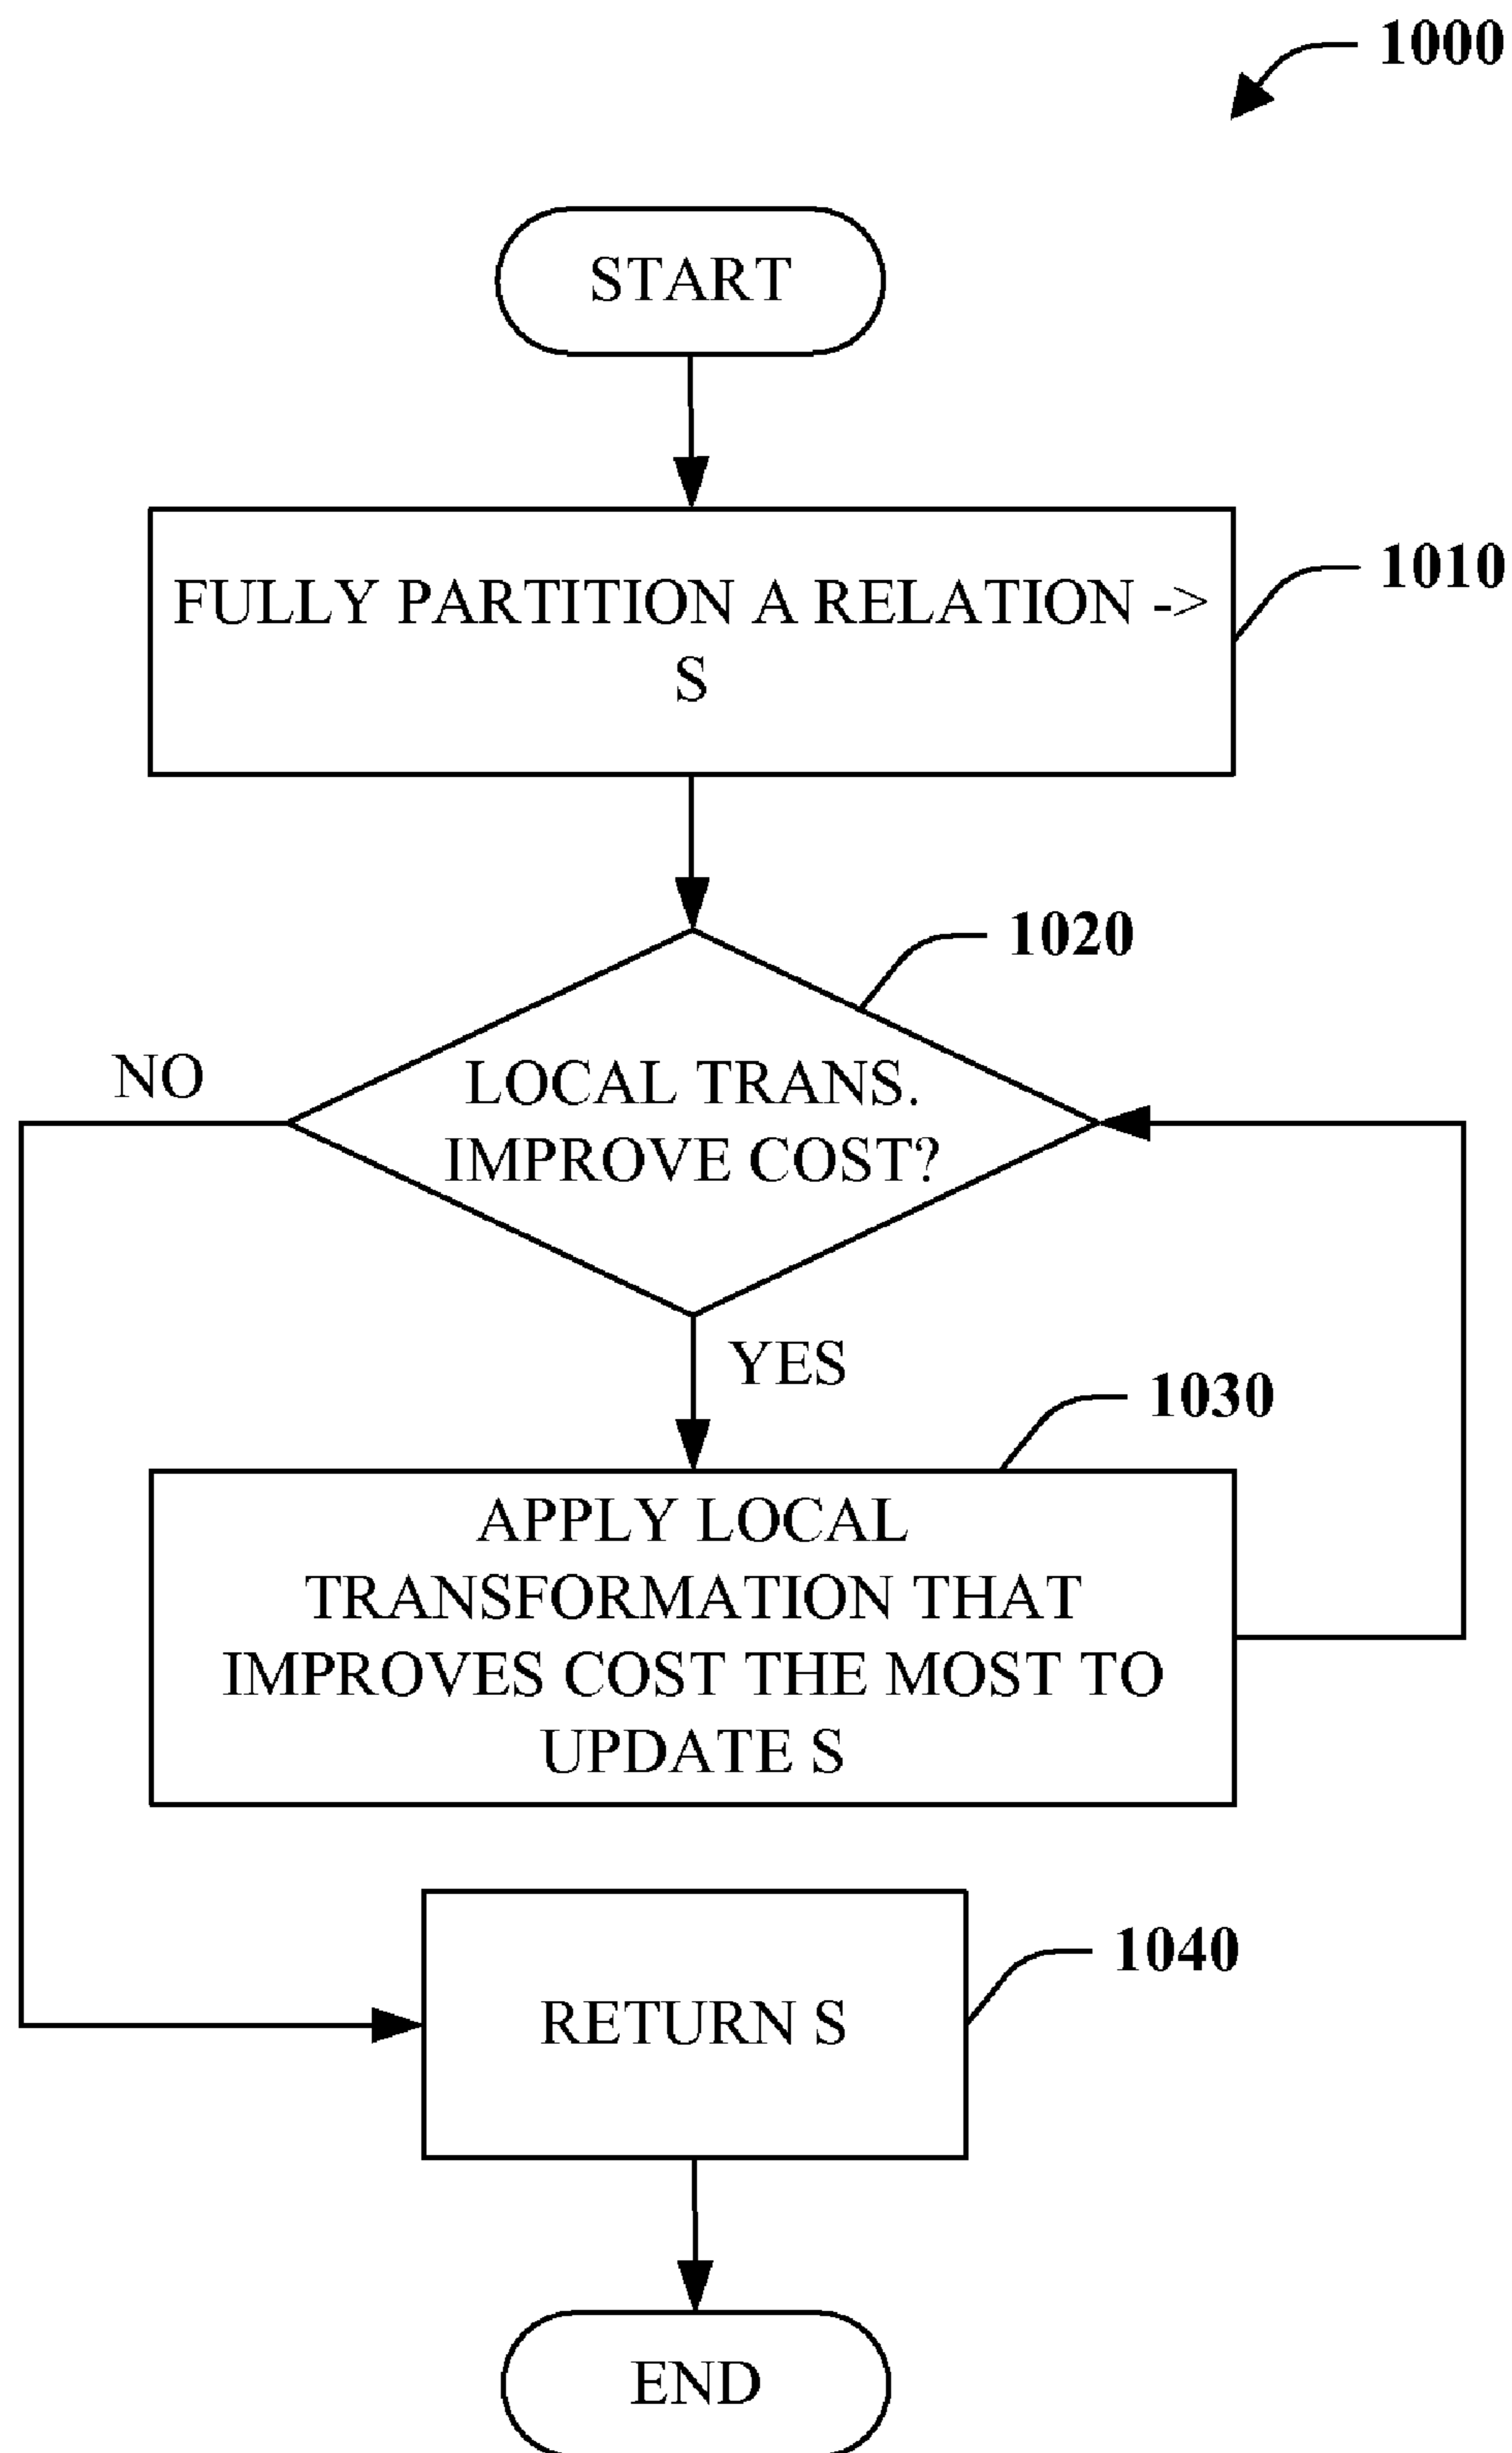 1000
START
FULLY PARTITION A RELATION ->
S
1010
1020
LOCAL TRANS.
IMPROVE COST?
NO
YES
1030
APPLY LOCAL
TRANSFORMATION THAT
IMPROVES COST THE MOST TO
UPDATE S
1040
RETURN S
END